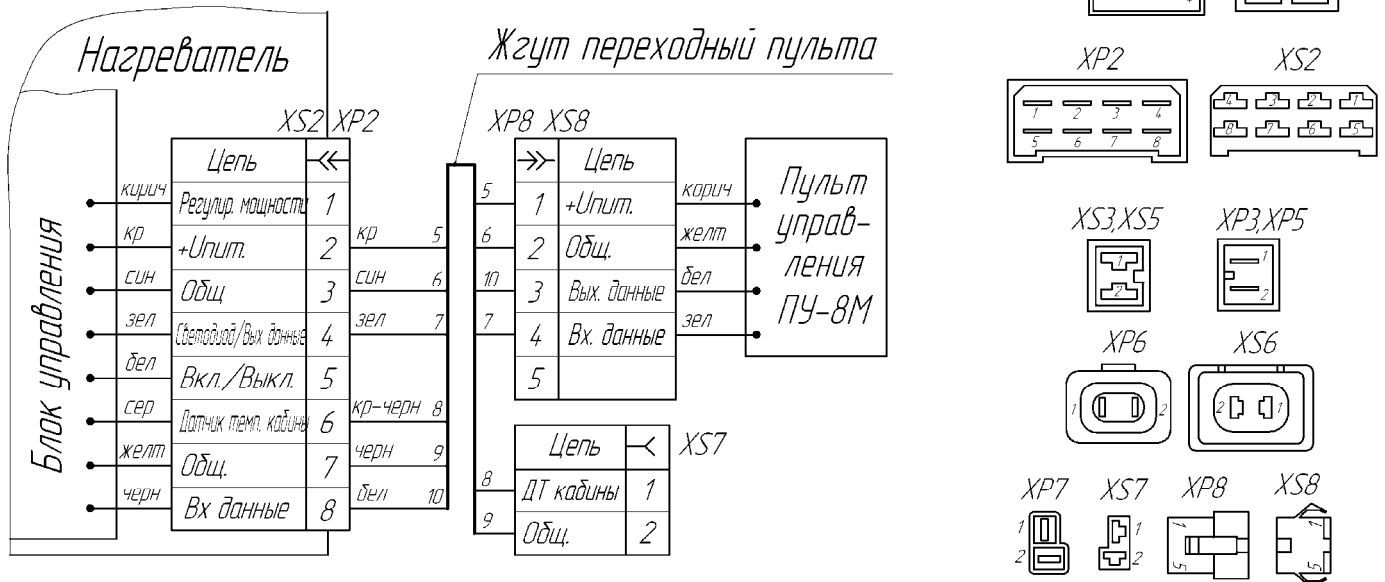 Нагреватель
Жгут переходный пульта
XS2 XP2
XP8 XS8
Блок управления
Цепь
кирич Регулир. мощности 1
кр +Uпит. 2 кр 5
син Общ 3 син 6
зел Светодиод/Вых данные 4 зел 7
бел Вкл./Выкл. 5
сер Датчик темп. кабины 6 кр-черн 8
желт Общ. 7 черн 9
черн Вх данные 8 бел 10
Цепь
5 1 +Uпит. корич
6 2 Общ. желт
10 3 Вых. данные бел
7 4 Вх. данные зел
5
Пульт
управ-
ления
ПУ-8М
Цепь XS7
8 ДТ кабины 1
9 Общ. 2
XP2 XS2
1 2 3 4
5 6 7 8
4 3 2 1
8 7 6 5
XS3,XS5 XP3,XP5
1
2
1
2
XP6 XS6
1 2
2 1
XP7 XS7 XP8 XS8
1
2
1
2
1
5
1
5